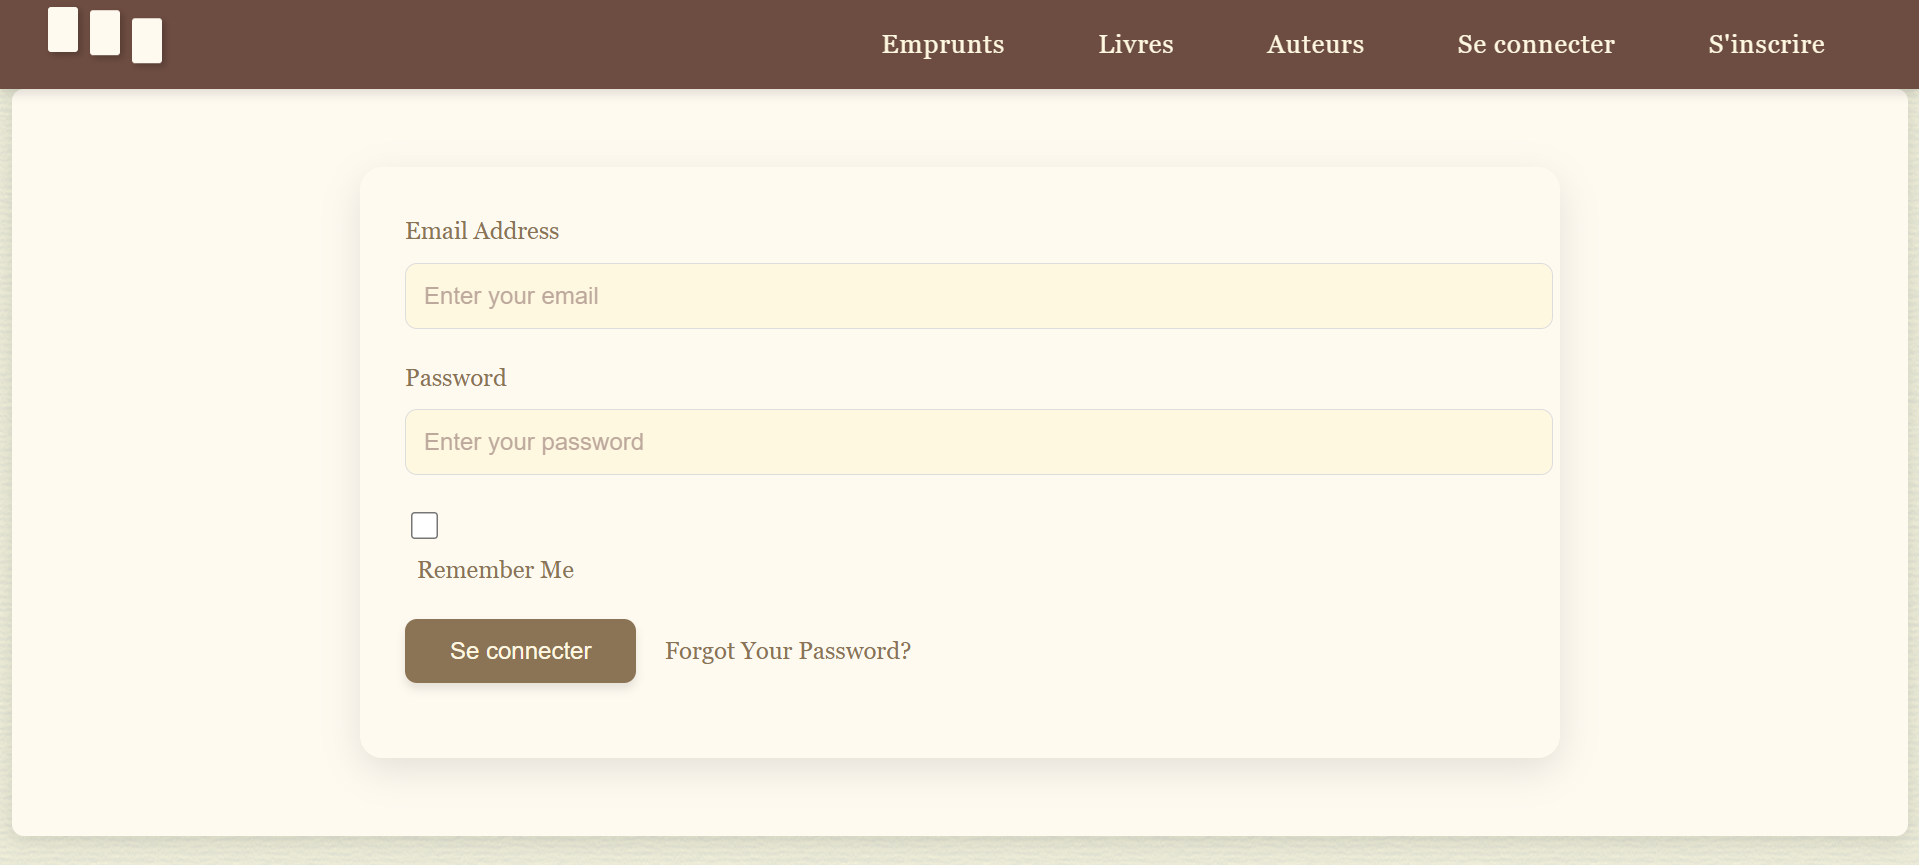 Emprunts Livres Auteurs Se connecter S'inscrire
Email Address
Enter your email
Password
Enter your password
Remember Me
Se connecter Forgot Your Password?